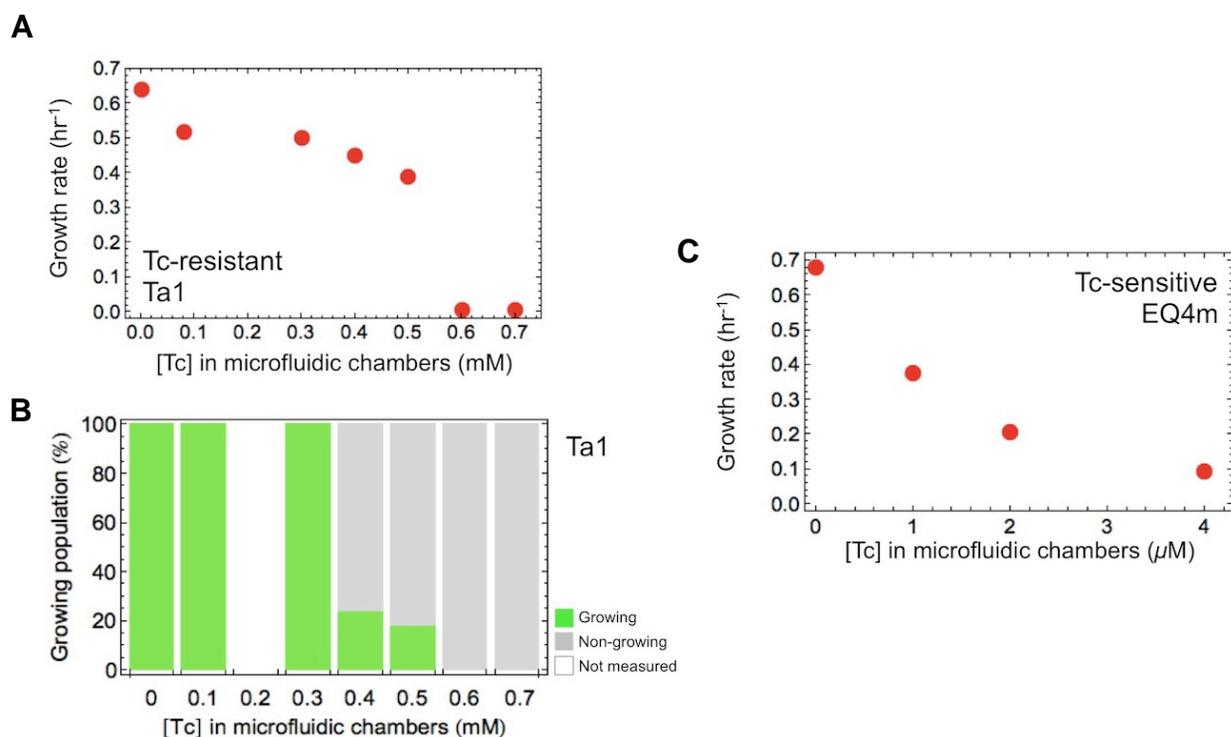 A
0.7
0.6
0.5
0.4
0.3
0.2
0.1
0.0
Growth rate (hr-1)
Tc-resistant
Ta1
0.0 0.1 0.2 0.3 0.4 0.5 0.6 0.7
[Tc] in microfluidic chambers (mM)
B
100
80
60
40
20
0
Growing population (%)
Ta1
Growing
Non-growing
Not measured
0 0.1 0.2 0.3 0.4 0.5 0.6 0.7
[Tc] in microfluidic chambers (mM)
C
0.7
0.6
0.5
0.4
0.3
0.2
0.1
0.0
Growth rate (hr-1)
Tc-sensitive
EQ4m
0 1 2 3 4
[Tc] in microfluidic chambers (μM)